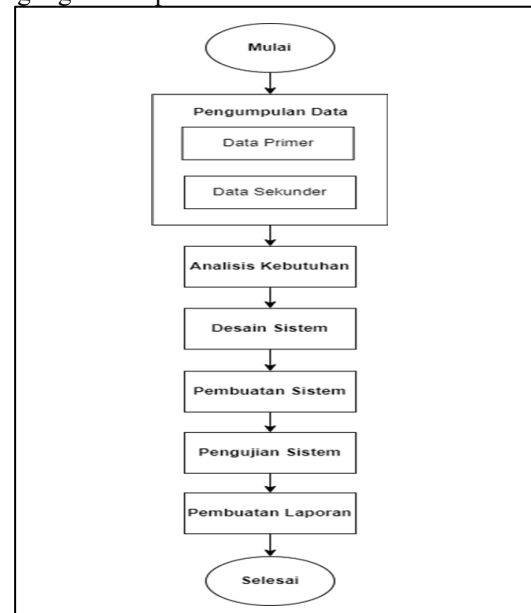 Mulai
Pengumpulan Data
Data Primer
Data Sekunder
Analisis Kebutuhan
Desain Sistem
Pembuatan Sistem
Pengujian Sistem
Pembuatan Laporan
Selesai